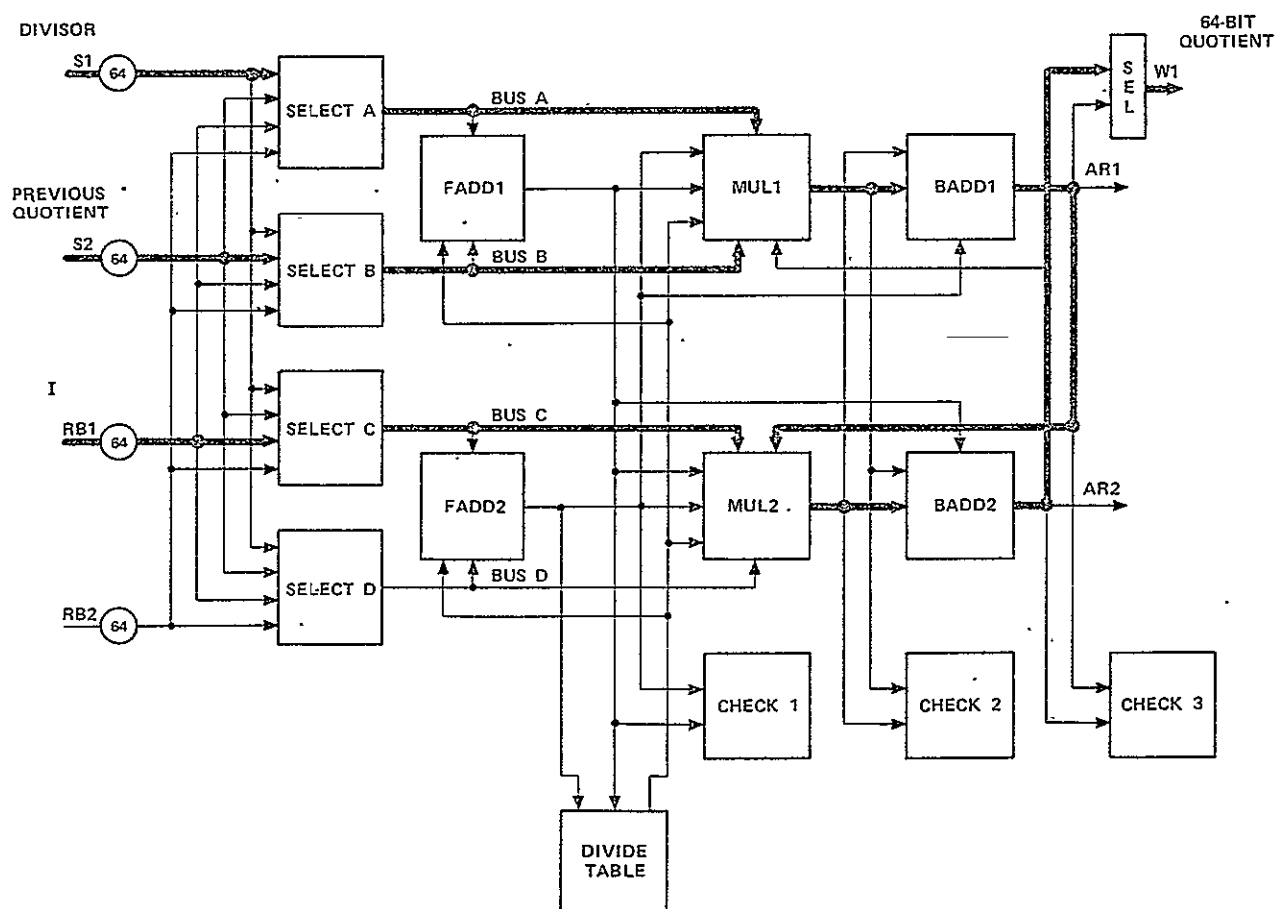 DIVISOR
S1
64
SELECT A
BUS A
FADD1
MUL1
BADD1
64-BIT
QUOTIENT
S
E
L
W1
AR1
PREVIOUS
QUOTIENT
S2
64
SELECT B
BUS B
I
RB1
64
SELECT C
BUS C
FADD2
MUL2
BADD2
AR2
SELECT D
BUS D
RB2
64
CHECK 1
CHECK 2
CHECK 3
DIVIDE
TABLE